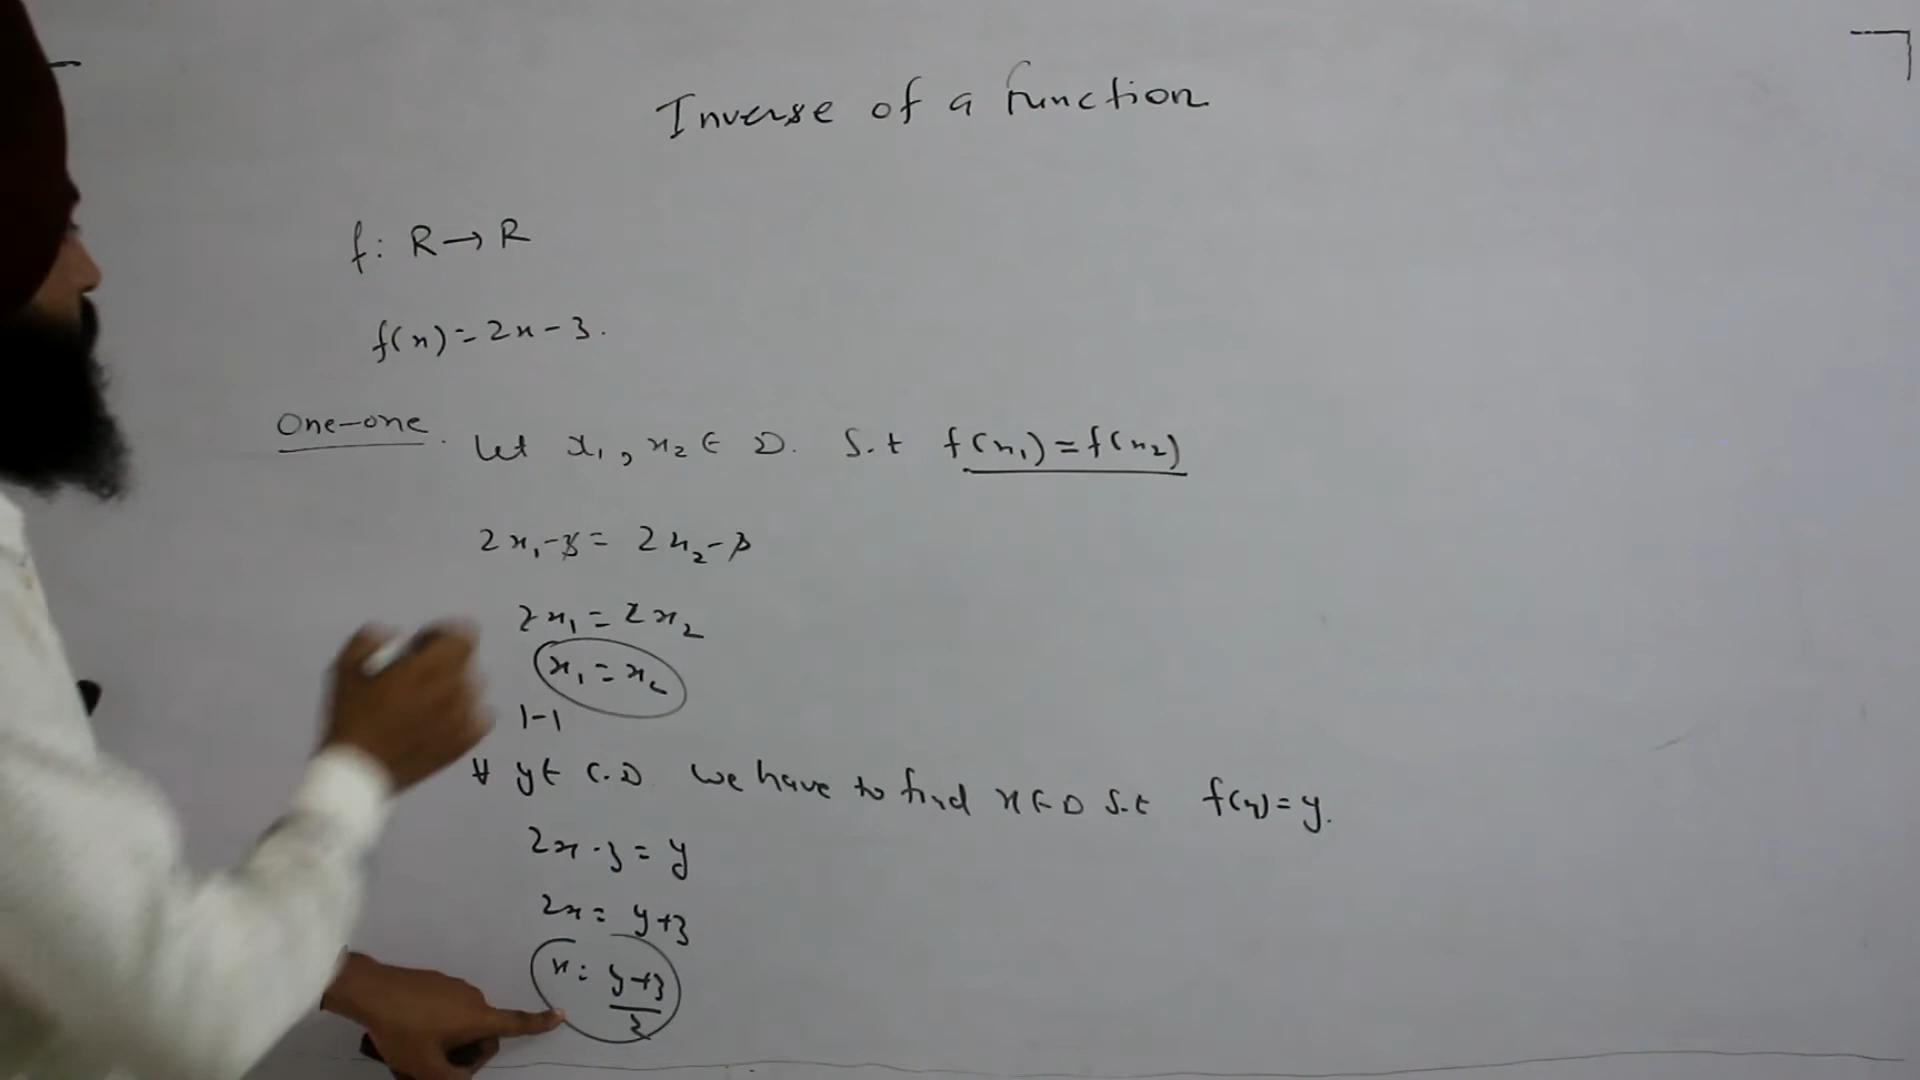 Inverse of a function
f: R→R
f(x)=2x-3.
One-one. Let x₁, x₂ ∈ D. S.t f(x₁)=f(x₂)
2x₁-3= 2x₂-3
2x₁=2x₂
x₁=x₂
1-1
∀ y∈ C.D we have to find x∈D S.t f(x)=y.
2x-3=y
2x= y+3
x= y+3/2